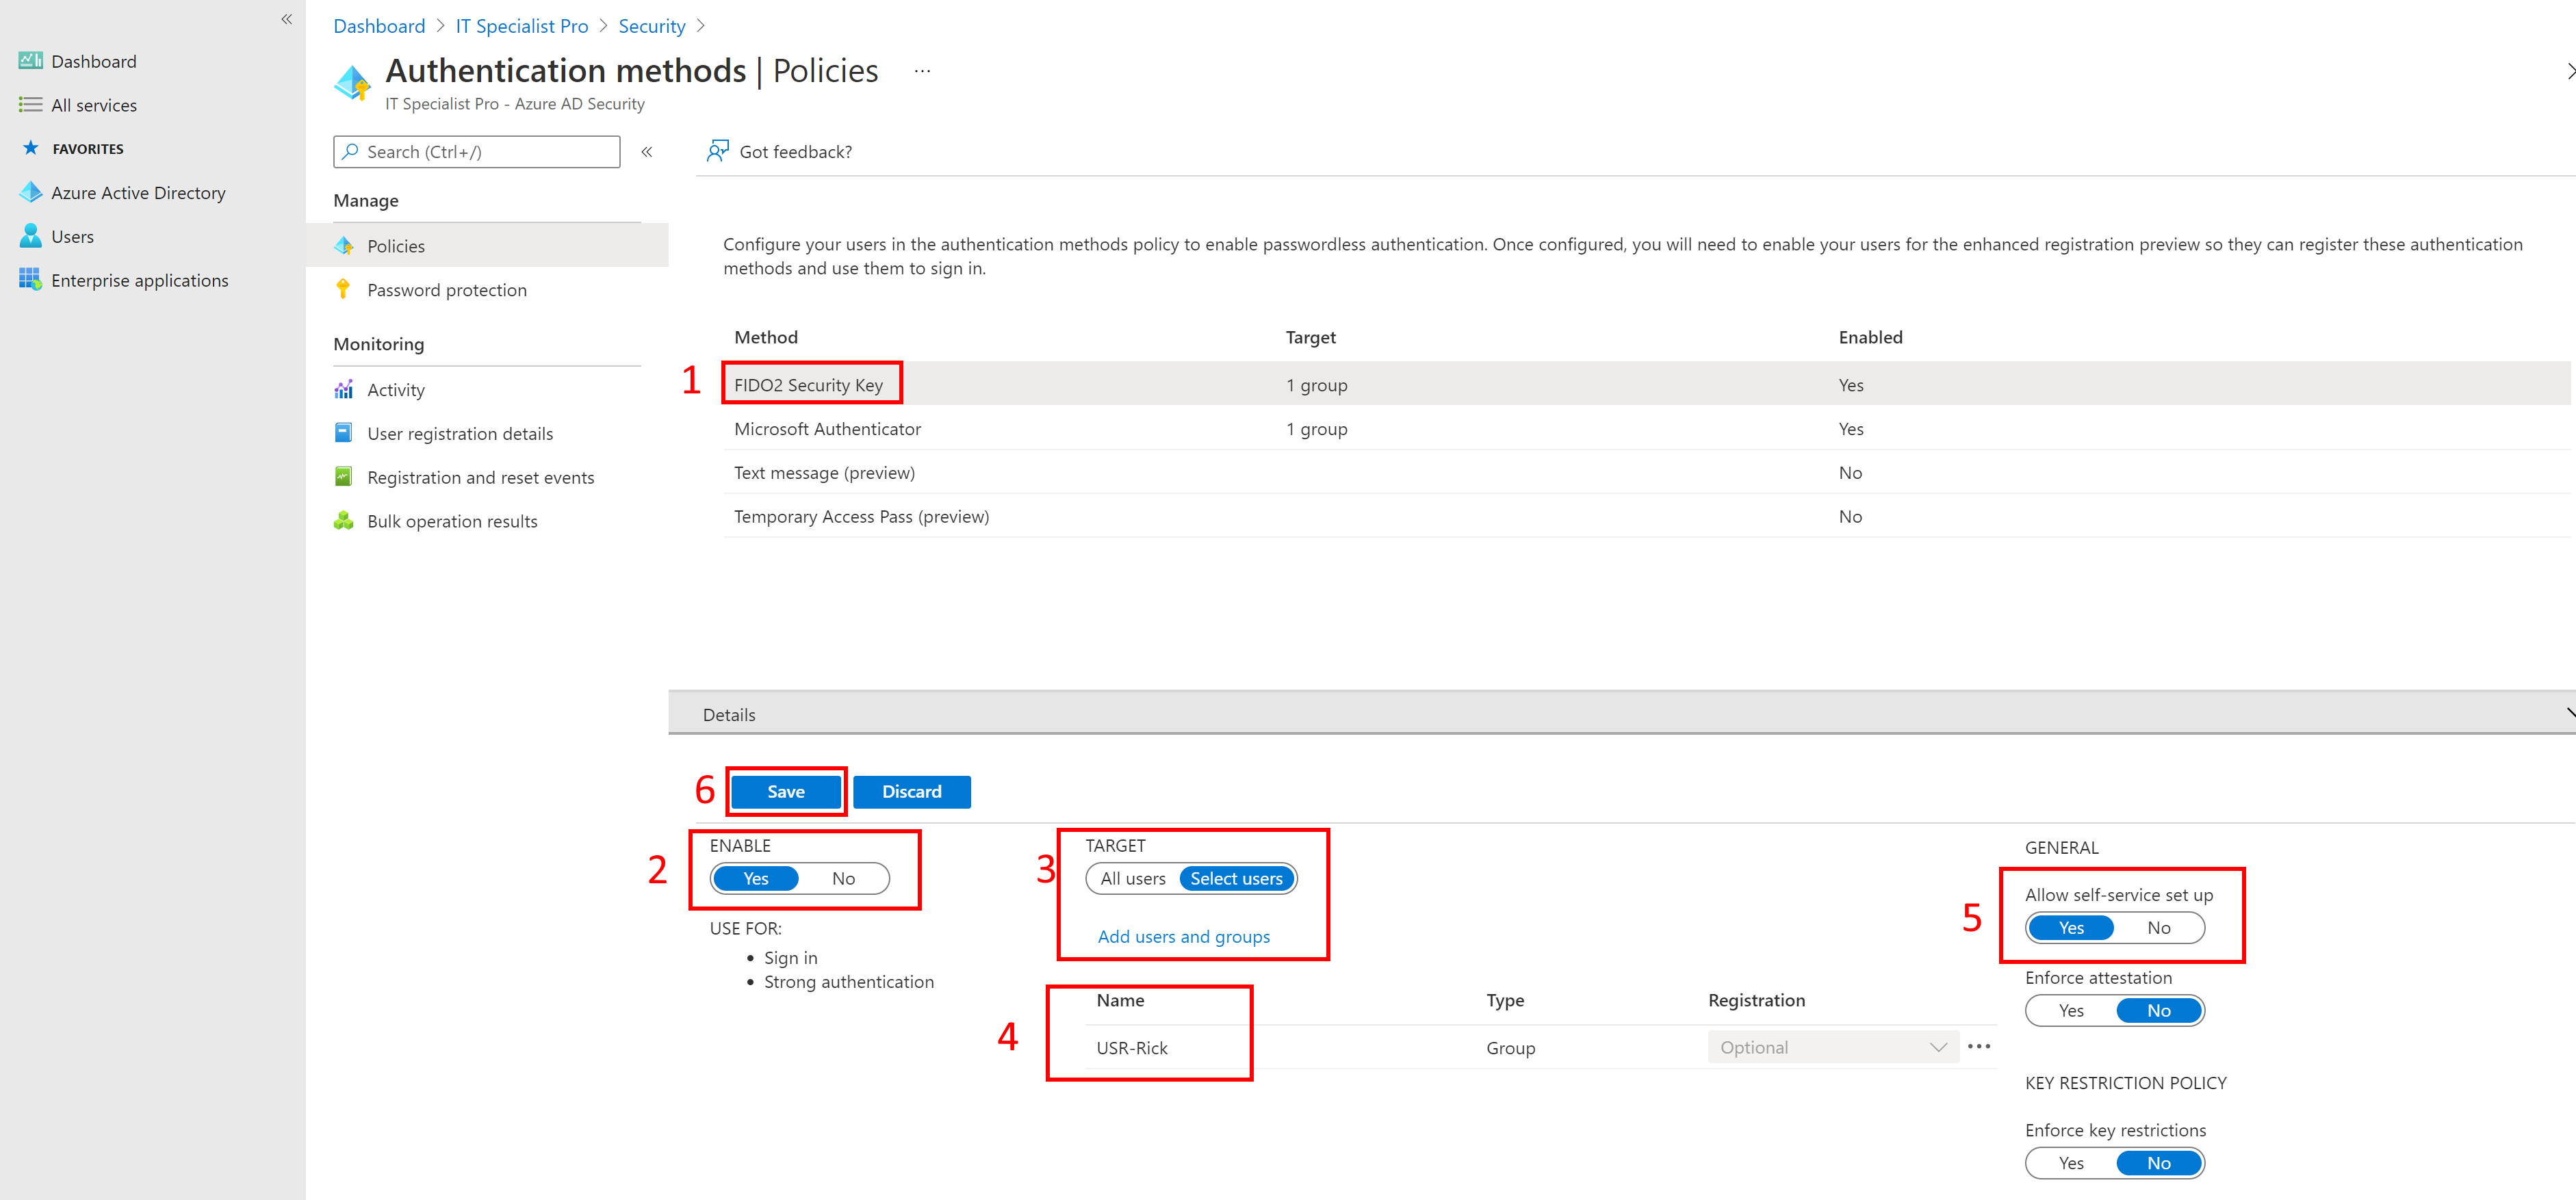 Dashboard > IT Specialist Pro > Security >
Authentication methods | Policies ...
IT Specialist Pro - Azure AD Security
Dashboard
All services
FAVORITES
Azure Active Directory
Users
Enterprise applications
Search (Ctrl+/)
Manage
Policies
Password protection
Monitoring
Activity
User registration details
Registration and reset events
Bulk operation results
Got feedback?
Configure your users in the authentication methods policy to enable passwordless authentication. Once configured, you will need to enable your users for the enhanced registration preview so they can register these authentication
methods and use them to sign in.
Method Target Enabled
1 FIDO2 Security Key 1 group Yes
Microsoft Authenticator 1 group Yes
Text message (preview) No
Temporary Access Pass (preview) No
Details
6 Save Discard
2 ENABLE
Yes No
USE FOR:
• Sign in
• Strong authentication
3 TARGET
All users Select users
Add users and groups
4 Name Type Registration
USR-Rick Group Optional
GENERAL
5 Allow self-service set up
Yes No
Enforce attestation
Yes No
KEY RESTRICTION POLICY
Enforce key restrictions
Yes No